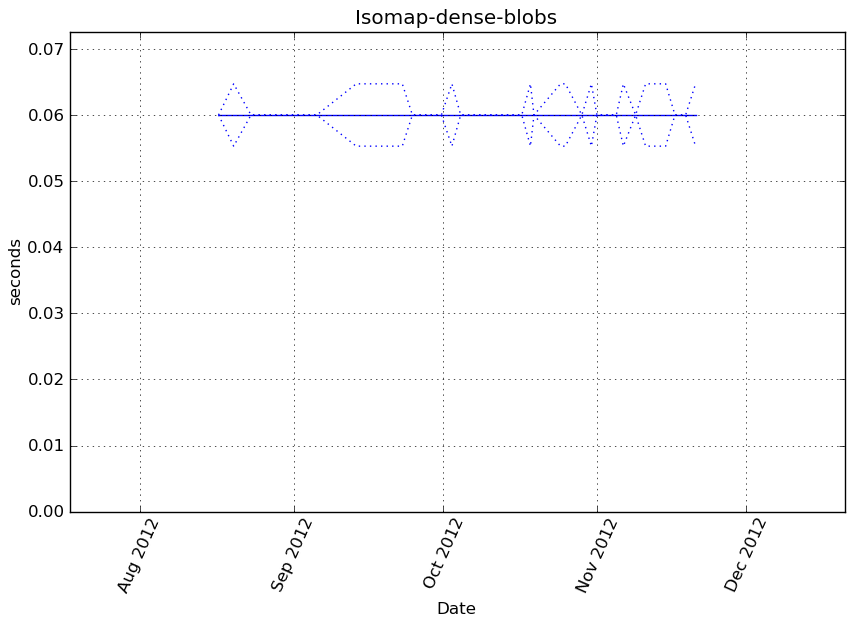 Isomap-dense-blobs
0.07
0.06
0.05
0.04
0.03
0.02
0.01
0.00
seconds
Aug 2012
Sep 2012
Oct 2012
Nov 2012
Dec 2012
Date